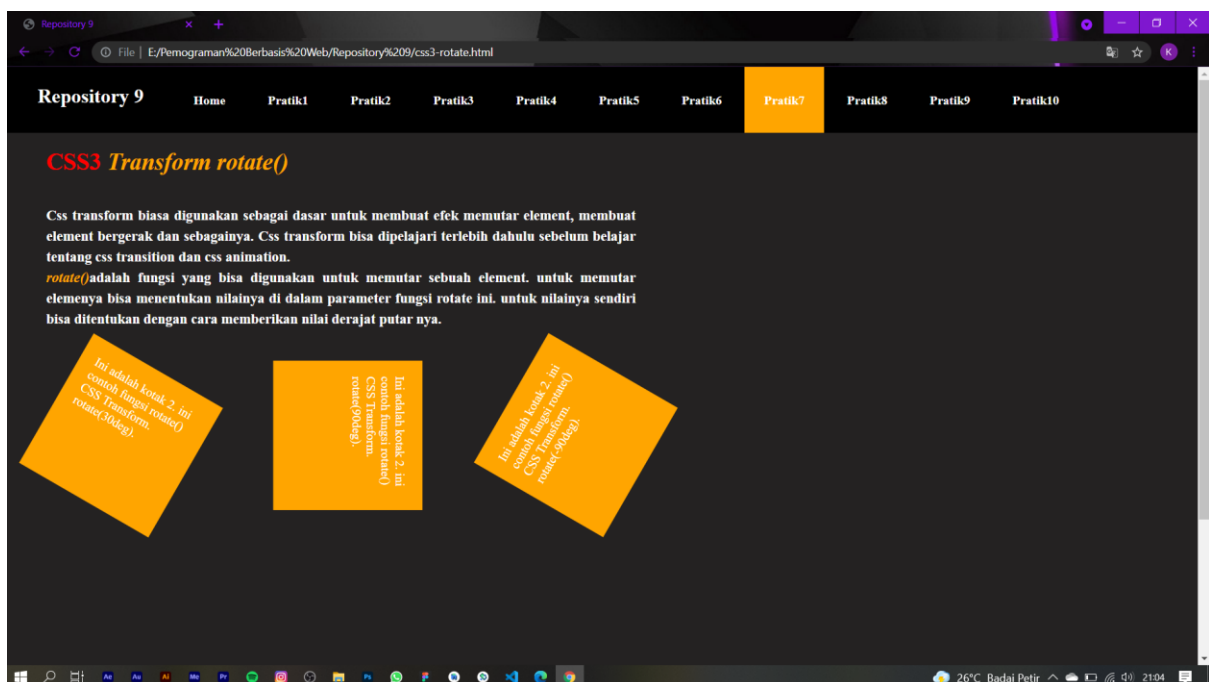 Repository 9
File | E:/Pemograman%20Berbasis%20Web/Repository%209/css3-rotate.html
K
Repository 9 Home Pratik1 Pratik2 Pratik3 Pratik4 Pratik5 Pratik6 Pratik7 Pratik8 Pratik9 Pratik10
CSS3 Transform rotate()
Css transform biasa digunakan sebagai dasar untuk membuat efek memutar element, membuat
element bergerak dan sebagainya. Css transform bisa dipelajari terlebih dahulu sebelum belajar
tentang css transition dan css animation.
rotate()adalah fungsi yang bisa digunakan untuk memutar sebuah element. untuk memutar
elemenya bisa menentukan nilainya di dalam parameter fungsi rotate ini. untuk nilainya sendiri
bisa ditentukan dengan cara memberikan nilai derajat putar nya.
Ini adalah kotak 2. ini
contoh fungsi rotate()
CSS Transform.
rotate(30deg).
Ini adalah kotak 2. ini
contoh fungsi rotate()
CSS Transform.
rotate(90deg).
Ini adalah kotak 2. ini
contoh fungsi rotate()
CSS Transform.
rotate(-90deg).
Ae Au Ai Me Pr Ps 26°C Badai Petir 21:04